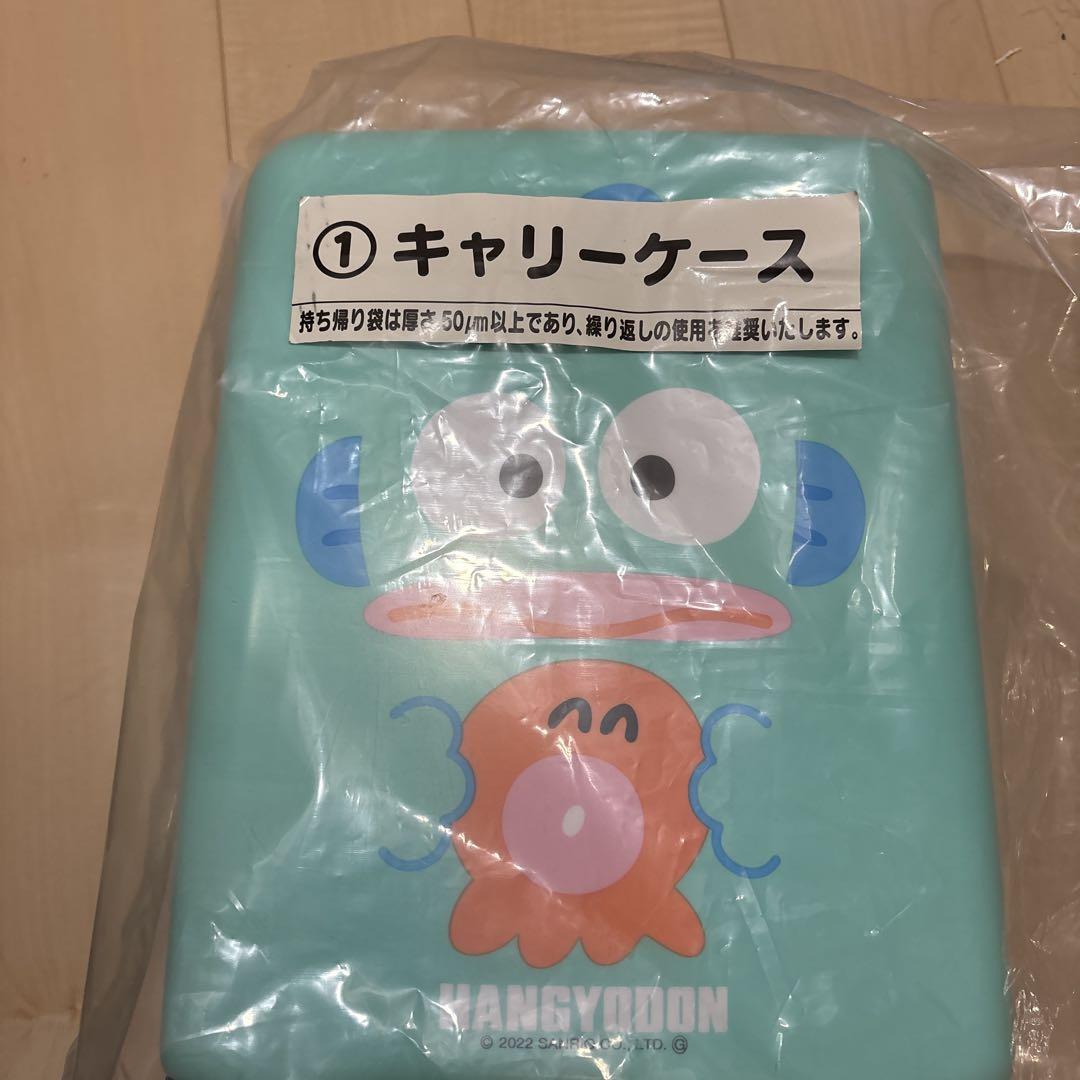 ① キャリーケース
持ち帰り袋は厚さ50μm以上であり、繰り返しの使用を推奨いたします。
HANGYODON
© 2022 SANRIO CO., LTD. Ⓖ